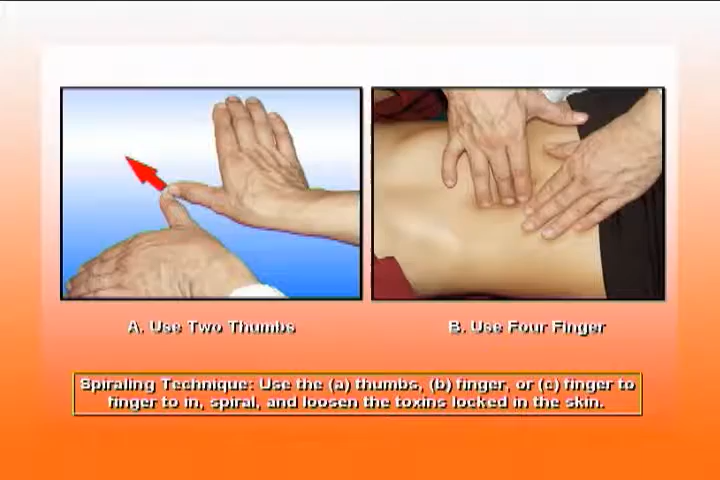 A. Use Two Thumbs
B. Use Four Finger
Spiraling Technique: Use the (a) thumbs, (b) finger, or (c) finger to
finger to in, spiral, and loosen the toxins locked in the skin.